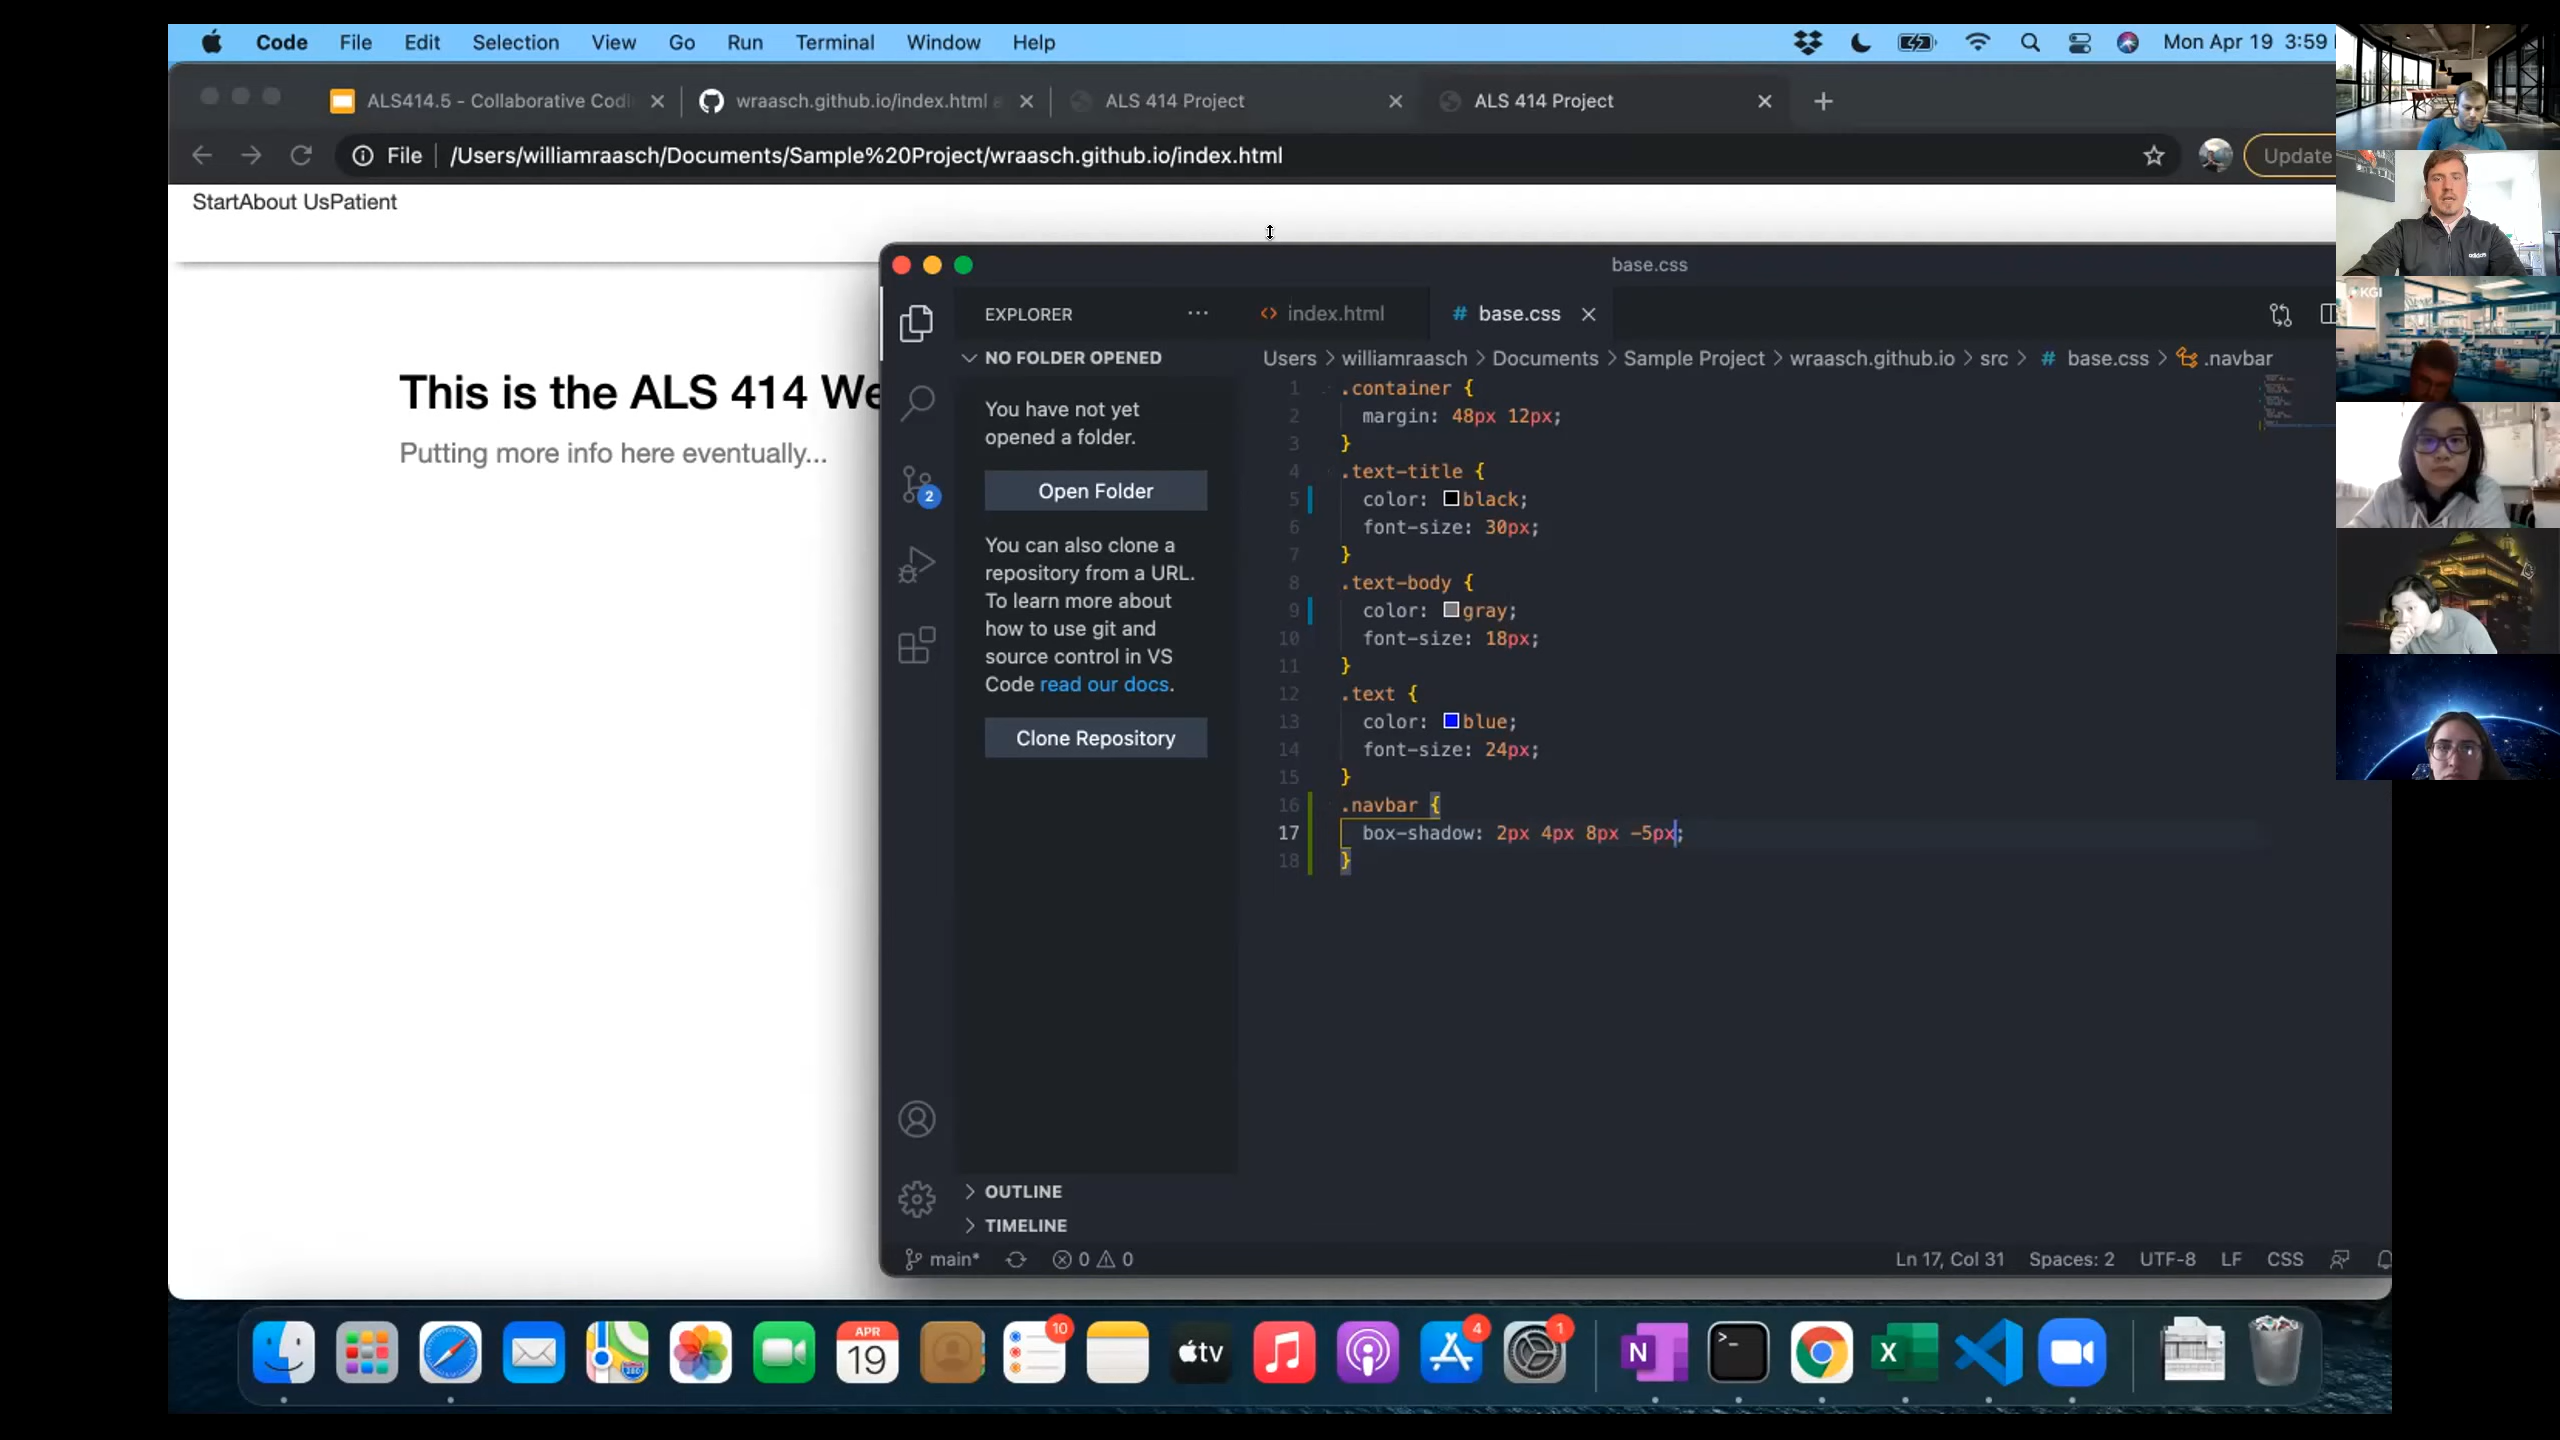 Code File Edit Selection View Go Run Terminal Window Help Mon Apr 19 3:59
ALS414.5 - Collaborative Codi
wraasch.github.io/index.html
ALS 414 Project
ALS 414 Project
File /Users/williamraasch/Documents/Sample%20Project/wraasch.github.io/index.html
Update
StartAbout UsPatient
This is the ALS 414 We
Putting more info here eventually...
base.css
EXPLORER
NO FOLDER OPENED
You have not yet
opened a folder.
Open Folder
You can also clone a
repository from a URL.
To learn more about
how to use git and
source control in VS
Code read our docs.
Clone Repository
OUTLINE
TIMELINE
2
index.html
# base.css
Users > williamraasch > Documents > Sample Project > wraasch.github.io > src > # base.css > .navbar
1 .container {
2 margin: 48px 12px;
3 }
4 .text-title {
5 color: black;
6 font-size: 30px;
7 }
8 .text-body {
9 color: gray;
10 font-size: 18px;
11 }
12 .text {
13 color: blue;
14 font-size: 24px;
15 }
16 .navbar {
17 box-shadow: 2px 4px 8px -5px;
18 }
main* 0 0 Ln 17, Col 31 Spaces: 2 UTF-8 LF CSS
KGI
adidas
APR
19
10
tv
4
1
N
>_
X